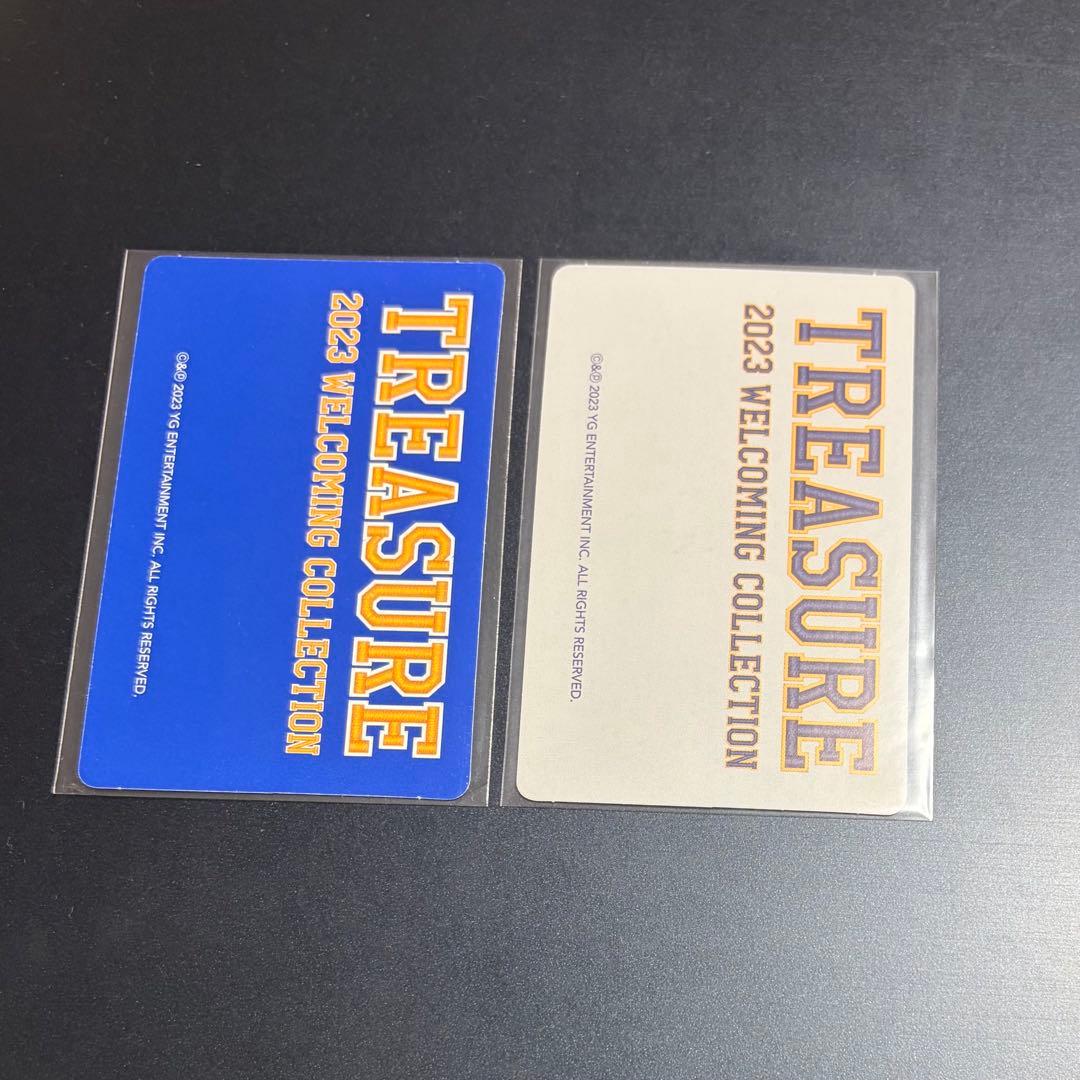 TREASURE
2023 WELCOMING COLLECTION
©&℗ 2023 YG ENTERTAINMENT INC. ALL RIGHTS RESERVED.
TREASURE
2023 WELCOMING COLLECTION
©&℗ 2023 YG ENTERTAINMENT INC. ALL RIGHTS RESERVED.